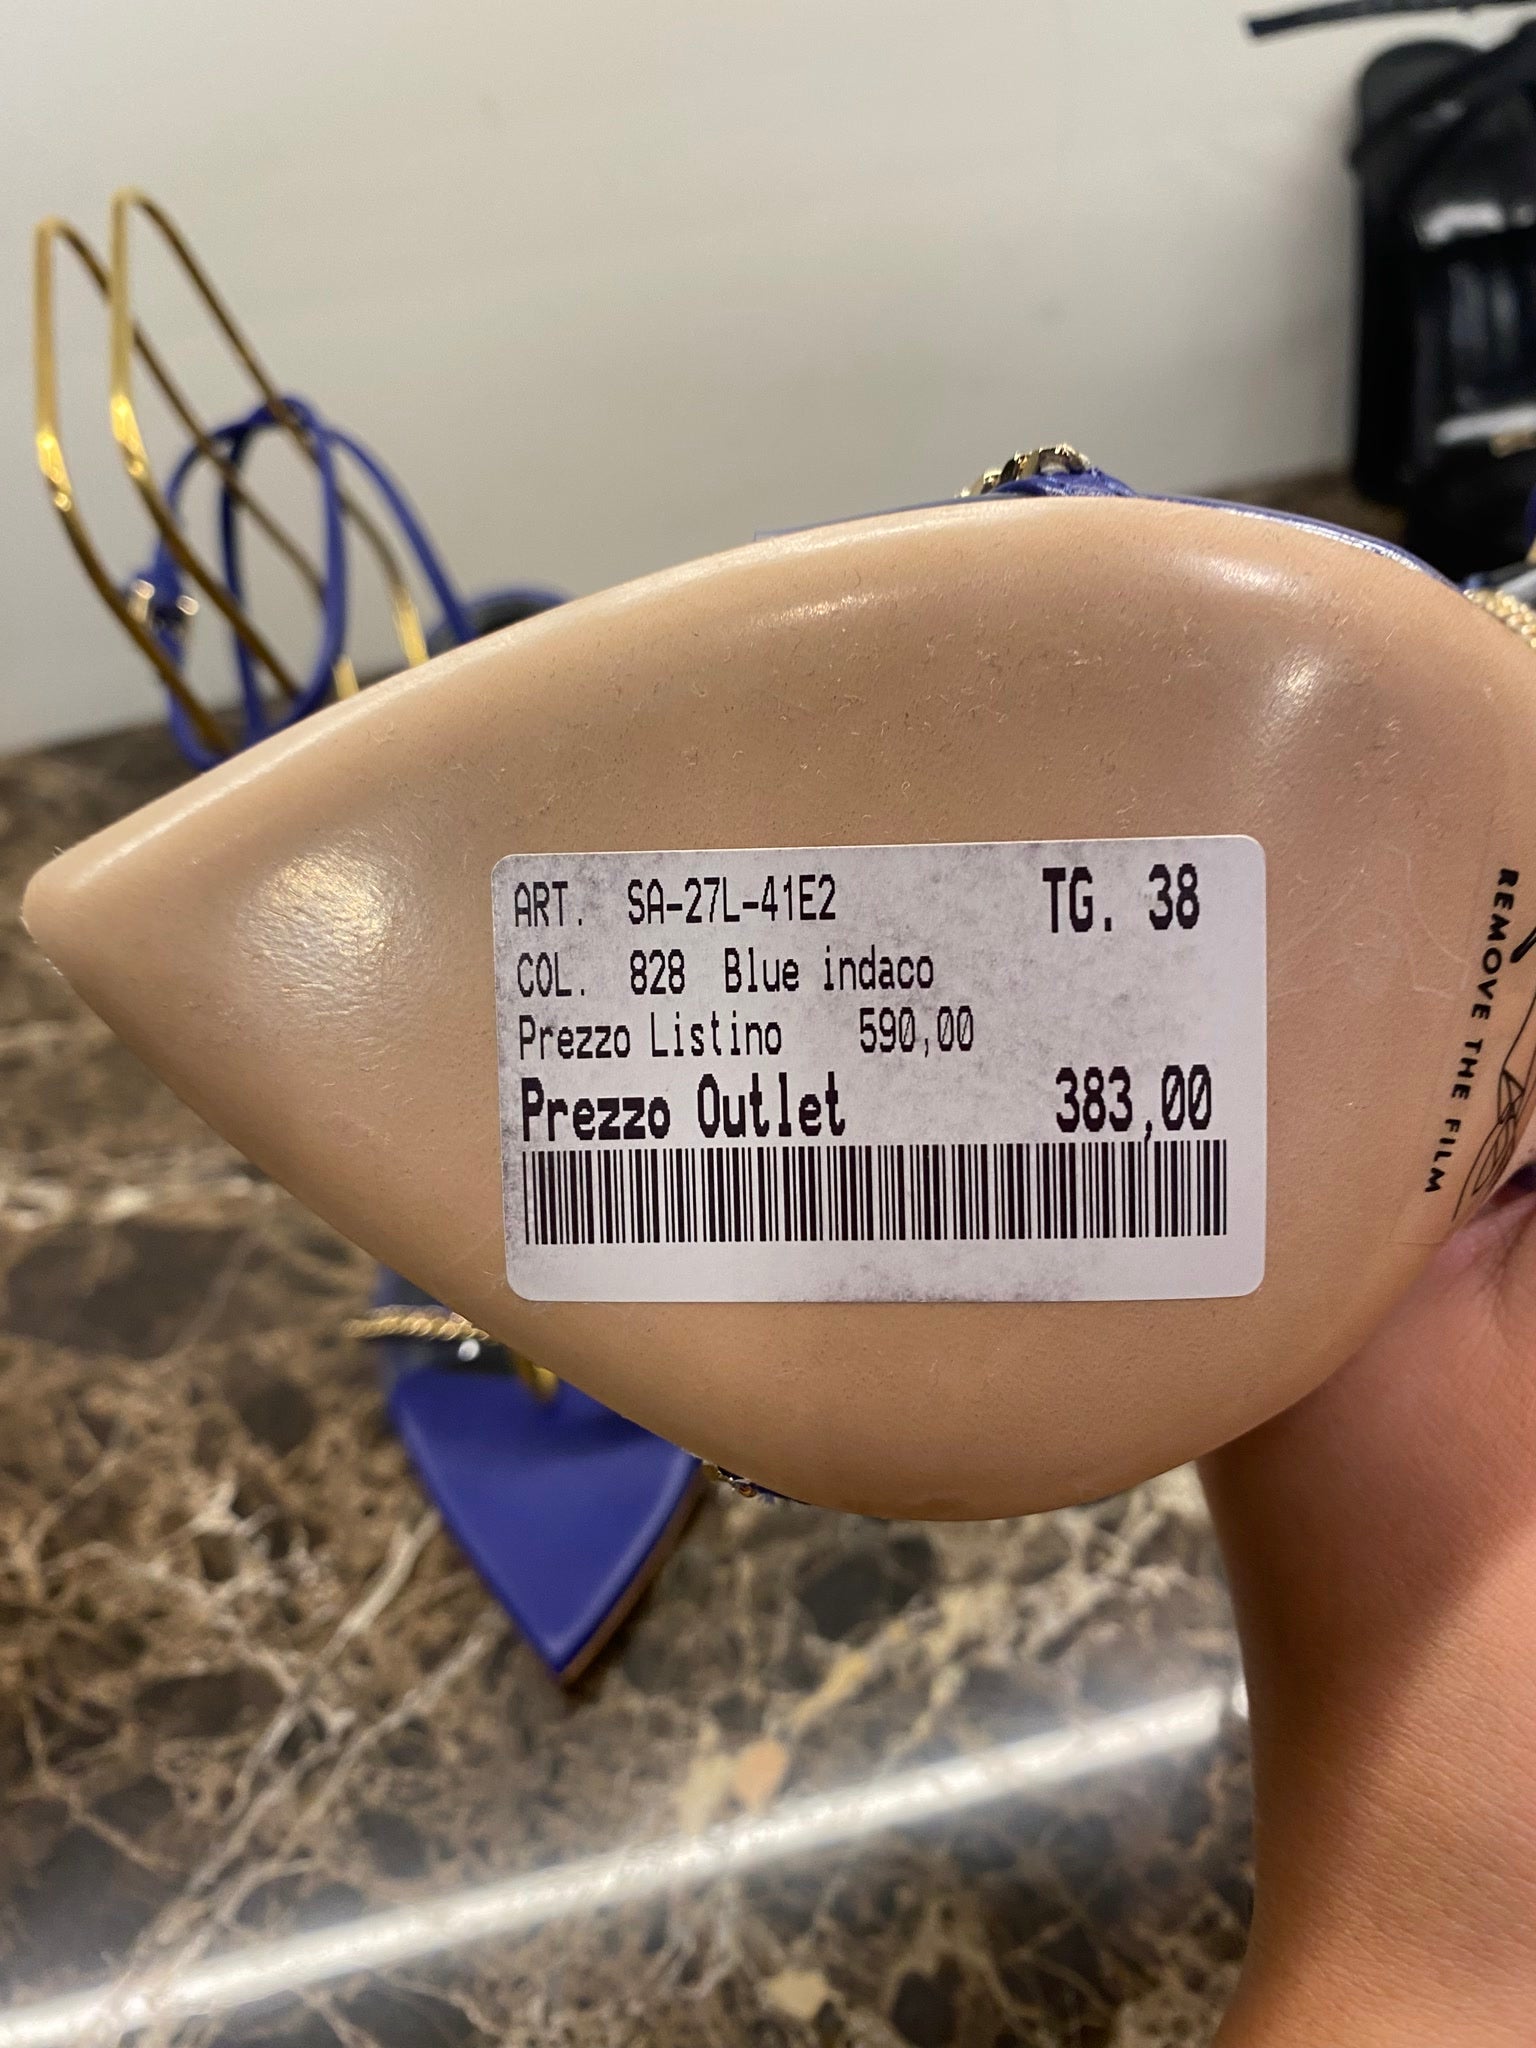 ART. SA-27L-41E2 TG. 38
COL. 828 Blue indaco
Prezzo Listino 590,00
Prezzo Outlet 383,00
REMOVE THE FILM